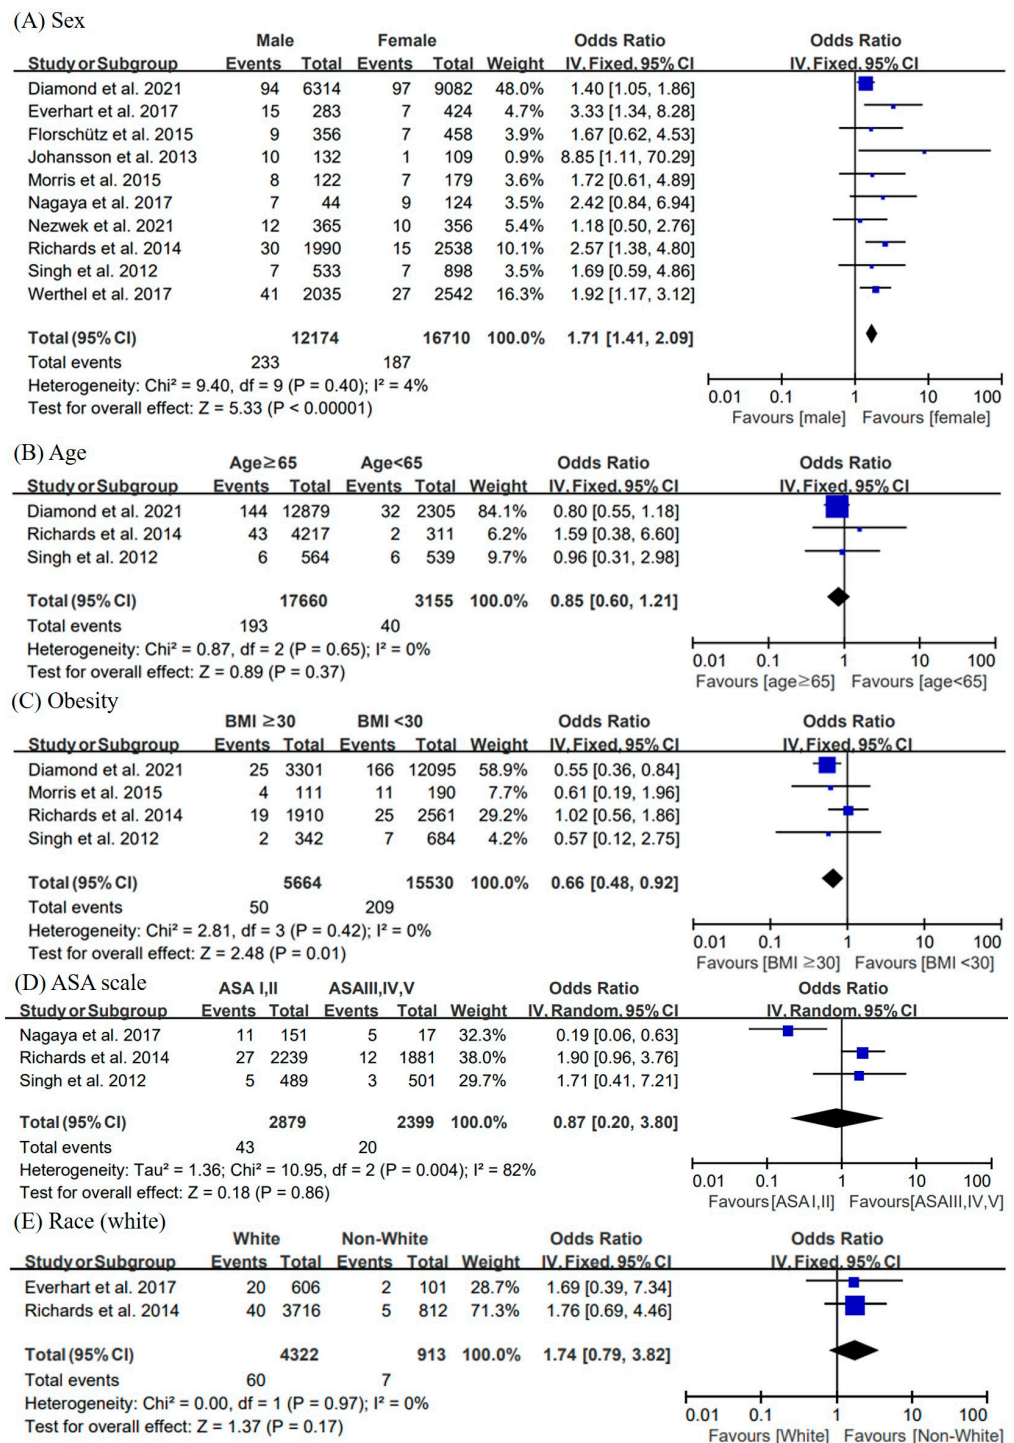 (A) Sex
Male Female Odds Ratio Odds Ratio
Study or Subgroup Events Total Events Total Weight IV, Fixed, 95% CI IV, Fixed, 95% CI
Diamond et al. 2021 94 6314 97 9082 48.0% 1.40 [1.05, 1.86]
Everhart et al. 2017 15 283 7 424 4.7% 3.33 [1.34, 8.28]
Florschütz et al. 2015 9 356 7 458 3.9% 1.67 [0.62, 4.53]
Johansson et al. 2013 10 132 1 109 0.9% 8.85 [1.11, 70.29]
Morris et al. 2015 8 122 7 179 3.6% 1.72 [0.61, 4.89]
Nagaya et al. 2017 7 44 9 124 3.5% 2.42 [0.84, 6.94]
Nezwek et al. 2021 12 365 10 356 5.4% 1.18 [0.50, 2.76]
Richards et al. 2014 30 1990 15 2538 10.1% 2.57 [1.38, 4.80]
Singh et al. 2012 7 533 7 898 3.5% 1.69 [0.59, 4.86]
Werthel et al. 2017 41 2035 27 2542 16.3% 1.92 [1.17, 3.12]
Total (95% CI) 12174 16710 100.0% 1.71 [1.41, 2.09]
Total events 233 187
Heterogeneity: Chi² = 9.40, df = 9 (P = 0.40); I² = 4%
Test for overall effect: Z = 5.33 (P < 0.00001)
0.01 0.1 1 10 100
Favours [male] Favours [female]
(B) Age
Age≥65 Age<65 Odds Ratio Odds Ratio
Study or Subgroup Events Total Events Total Weight IV, Fixed, 95% CI IV, Fixed, 95% CI
Diamond et al. 2021 144 12879 32 2305 84.1% 0.80 [0.55, 1.18]
Richards et al. 2014 43 4217 2 311 6.2% 1.59 [0.38, 6.60]
Singh et al. 2012 6 564 6 539 9.7% 0.96 [0.31, 2.98]
Total (95% CI) 17660 3155 100.0% 0.85 [0.60, 1.21]
Total events 193 40
Heterogeneity: Chi² = 0.87, df = 2 (P = 0.65); I² = 0%
Test for overall effect: Z = 0.89 (P = 0.37)
0.01 0.1 1 10 100
Favours [age≥65] Favours [age<65]
(C) Obesity
BMI ≥30 BMI <30 Odds Ratio Odds Ratio
Study or Subgroup Events Total Events Total Weight IV, Fixed, 95% CI IV, Fixed, 95% CI
Diamond et al. 2021 25 3301 166 12095 58.9% 0.55 [0.36, 0.84]
Morris et al. 2015 4 111 11 190 7.7% 0.61 [0.19, 1.96]
Richards et al. 2014 19 1910 25 2561 29.2% 1.02 [0.56, 1.86]
Singh et al. 2012 2 342 7 684 4.2% 0.57 [0.12, 2.75]
Total (95% CI) 5664 15530 100.0% 0.66 [0.48, 0.92]
Total events 50 209
Heterogeneity: Chi² = 2.81, df = 3 (P = 0.42); I² = 0%
Test for overall effect: Z = 2.48 (P = 0.01)
0.01 0.1 1 10 100
Favours [BMI ≥30] Favours [BMI <30]
(D) ASA scale
ASA I,II ASAIII,IV,V Odds Ratio Odds Ratio
Study or Subgroup Events Total Events Total Weight IV, Random, 95% CI IV, Random, 95% CI
Nagaya et al. 2017 11 151 5 17 32.3% 0.19 [0.06, 0.63]
Richards et al. 2014 27 2239 12 1881 38.0% 1.90 [0.96, 3.76]
Singh et al. 2012 5 489 3 501 29.7% 1.71 [0.41, 7.21]
Total (95% CI) 2879 2399 100.0% 0.87 [0.20, 3.80]
Total events 43 20
Heterogeneity: Tau² = 1.36; Chi² = 10.95, df = 2 (P = 0.004); I² = 82%
Test for overall effect: Z = 0.18 (P = 0.86)
0.01 0.1 1 10 100
Favours[ASA I,II] Favours[ASAIII,IV,V]
(E) Race (white)
White Non-White Odds Ratio Odds Ratio
Study or Subgroup Events Total Events Total Weight IV, Fixed, 95% CI IV, Fixed, 95% CI
Everhart et al. 2017 20 606 2 101 28.7% 1.69 [0.39, 7.34]
Richards et al. 2014 40 3716 5 812 71.3% 1.76 [0.69, 4.46]
Total (95% CI) 4322 913 100.0% 1.74 [0.79, 3.82]
Total events 60 7
Heterogeneity: Chi² = 0.00, df = 1 (P = 0.97); I² = 0%
Test for overall effect: Z = 1.37 (P = 0.17)
0.01 0.1 1 10 100
Favours [White] Favours [Non-White]